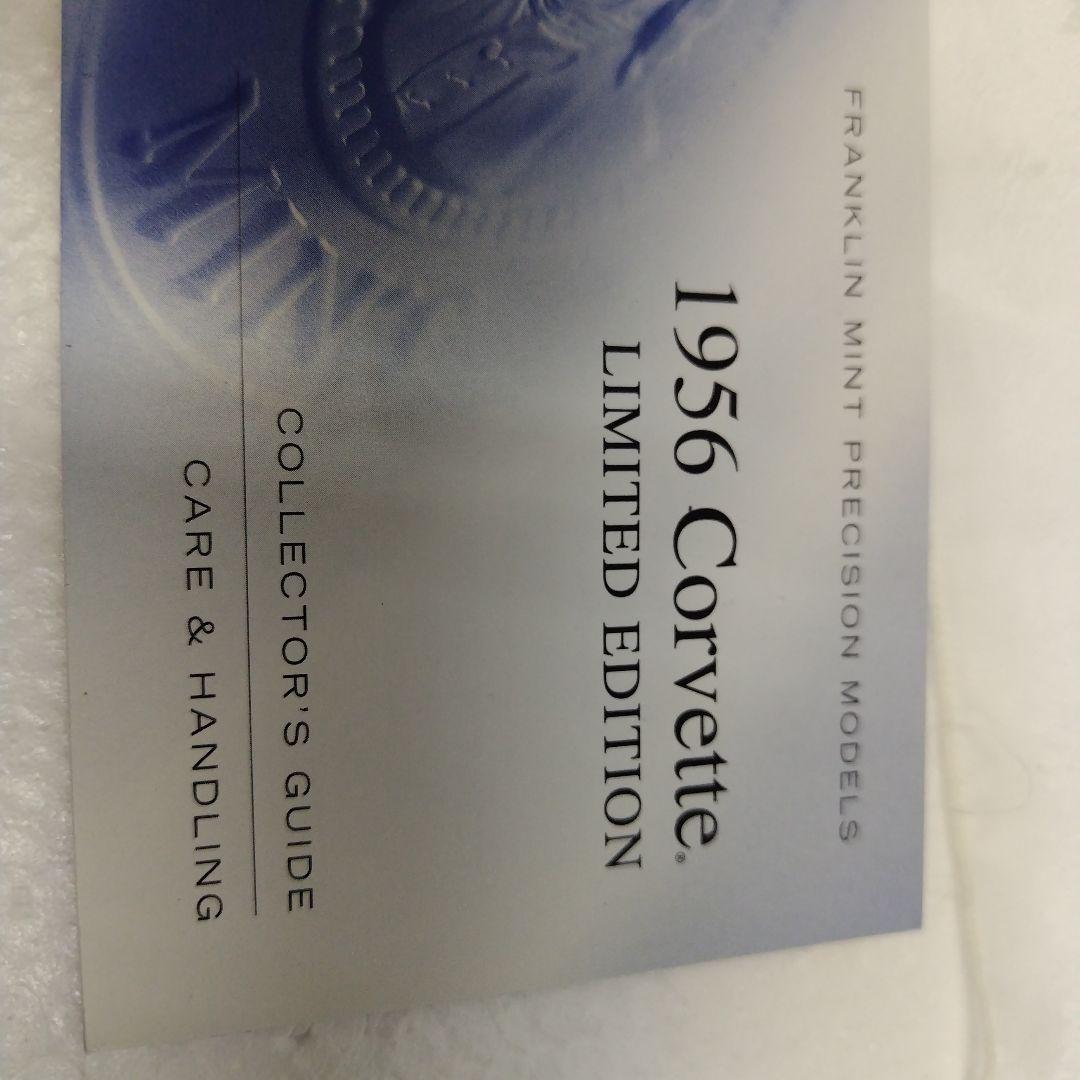 FRANKLIN MINT PRECISION MODELS
1956 Corvette®
LIMITED EDITION
COLLECTOR'S GUIDE
CARE & HANDLING